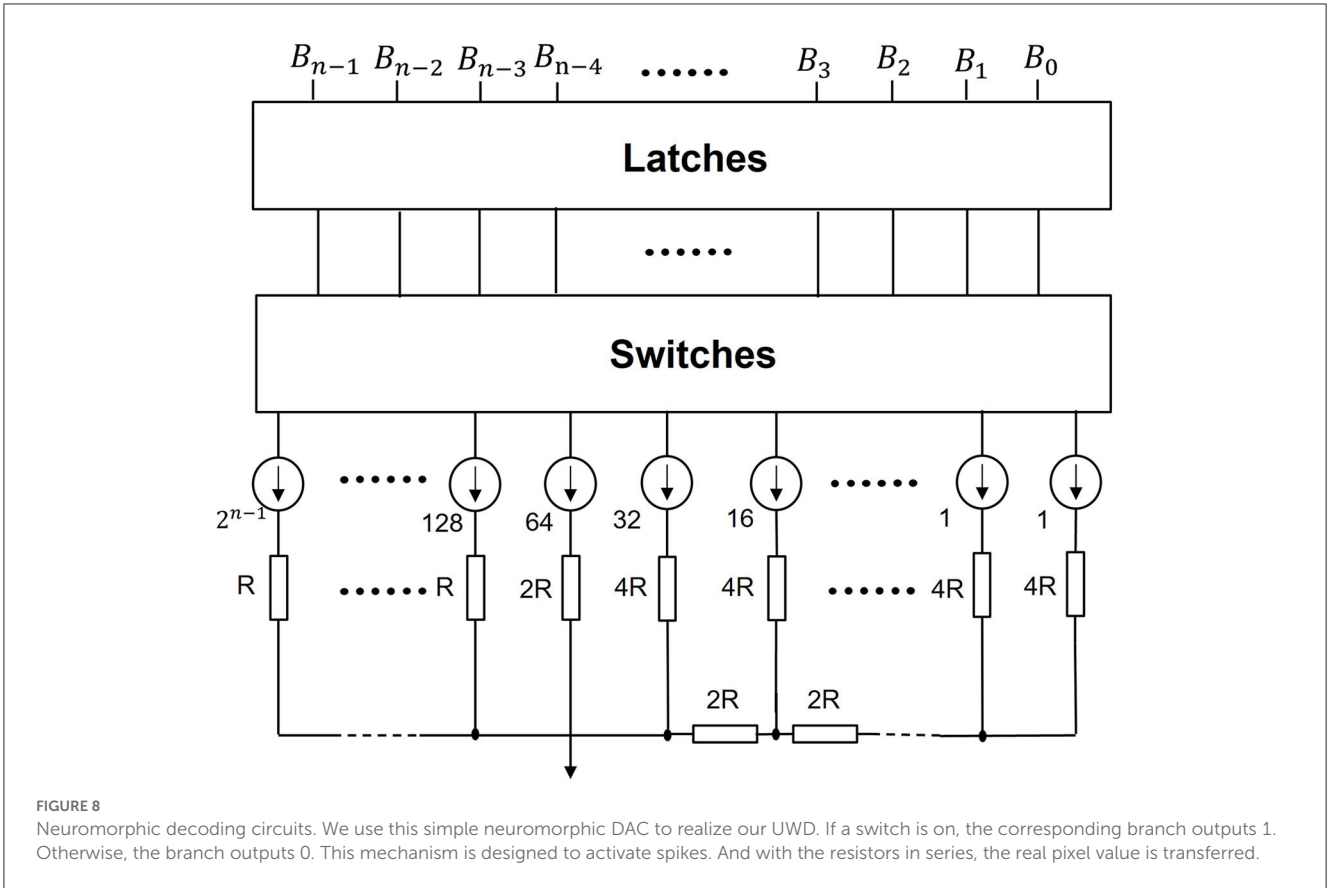 B_{n−1} B_{n−2} B_{n−3} B_{n−4} ...... B_3 B_2 B_1 B_0
Latches
......
Switches
......
......
2^{n−1} 128 64 32 16 1 1
R ...... R 2R 4R 4R ...... 4R 4R
2R 2R
FIGURE 8
Neuromorphic decoding circuits. We use this simple neuromorphic DAC to realize our UWD. If a switch is on, the corresponding branch outputs 1.
Otherwise, the branch outputs 0. This mechanism is designed to activate spikes. And with the resistors in series, the real pixel value is transferred.